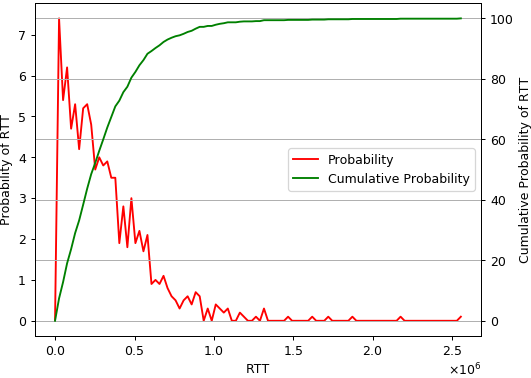 7
6
5
4
3
2
1
0
Probability of RTT
100
80
60
40
20
0
Cumulative Probability of RTT
Probability
Cumulative Probability
0.0 0.5 1.0 1.5 2.0 2.5
×10⁶
RTT